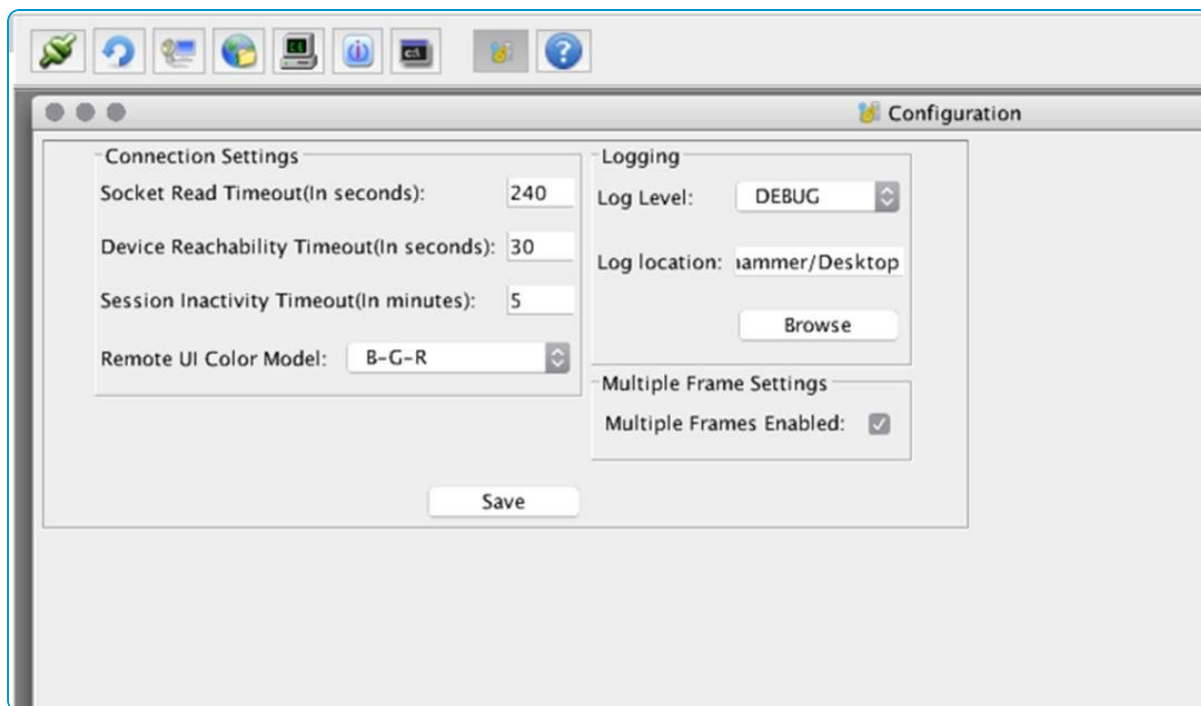 Configuration
Connection Settings
Socket Read Timeout(In seconds): 240
Device Reachability Timeout(In seconds): 30
Session Inactivity Timeout(In minutes): 5
Remote UI Color Model: B-G-R
Logging
Log Level: DEBUG
Log location: hammer/Desktop
Browse
Multiple Frame Settings
Multiple Frames Enabled:
Save